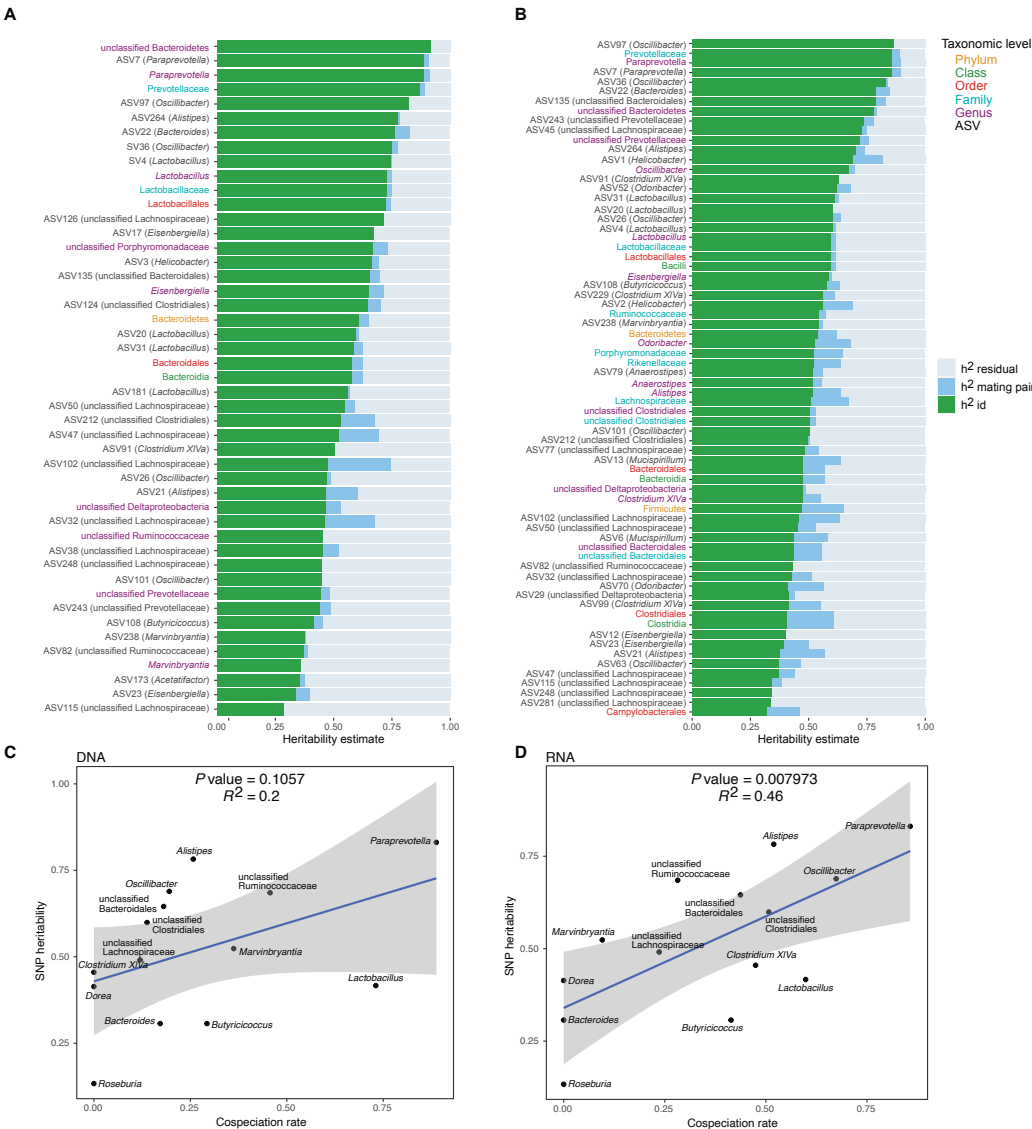 A
unclassified Bacteroidetes
ASV7 (Paraprevotella)
Paraprevotella
Prevotellaceae
ASV97 (Oscillibacter)
ASV264 (Alistipes)
ASV22 (Bacteroides)
SV36 (Oscillibacter)
SV4 (Lactobacillus)
Lactobacillus
Lactobacillaceae
Lactobacillales
ASV126 (unclassified Lachnospiraceae)
ASV17 (Eisenbergiella)
unclassified Porphyromonadaceae
ASV3 (Helicobacter)
ASV135 (unclassified Bacteroidales)
Eisenbergiella
ASV124 (unclassified Clostridiales)
Bacteroidetes
ASV20 (Lactobacillus)
ASV31 (Lactobacillus)
Bacteroidales
Bacteroidia
ASV181 (Lactobacillus)
ASV50 (unclassified Lachnospiraceae)
ASV212 (unclassified Clostridiales)
ASV47 (unclassified Lachnospiraceae)
ASV91 (Clostridium XIVa)
ASV102 (unclassified Lachnospiraceae)
ASV26 (Oscillibacter)
ASV21 (Alistipes)
unclassified Deltaproteobacteria
ASV32 (unclassified Lachnospiraceae)
unclassified Ruminococcaceae
ASV38 (unclassified Lachnospiraceae)
ASV248 (unclassified Lachnospiraceae)
ASV101 (Oscillibacter)
unclassified Prevotellaceae
ASV243 (unclassified Prevotellaceae)
ASV108 (Butyricicoccus)
ASV238 (Marvinbryantia)
ASV82 (unclassified Ruminococcaceae)
Marvinbryantia
ASV173 (Acetatifactor)
ASV23 (Eisenbergiella)
ASV115 (unclassified Lachnospiraceae)
0.00 0.25 0.50 0.75 1.00
Heritability estimate
B
ASV97 (Oscillibacter)
Prevotellaceae
Paraprevotella
ASV7 (Paraprevotella)
ASV36 (Oscillibacter)
ASV22 (Bacteroides)
ASV135 (unclassified Bacteroidales)
unclassified Bacteroidetes
ASV243 (unclassified Prevotellaceae)
ASV45 (unclassified Lachnospiraceae)
unclassified Prevotellaceae
ASV264 (Alistipes)
ASV1 (Helicobacter)
Oscillibacter
ASV91 (Clostridium XIVa)
ASV52 (Odoribacter)
ASV31 (Lactobacillus)
ASV20 (Lactobacillus)
ASV26 (Oscillibacter)
ASV4 (Lactobacillus)
Lactobacillus
Lactobacillaceae
Lactobacillales
Bacilli
Eisenbergiella
ASV108 (Butyricicoccus)
ASV229 (Clostridium XIVa)
ASV2 (Helicobacter)
Ruminococcaceae
ASV238 (Marvinbryantia)
Bacteroidetes
Odoribacter
Porphyromonadaceae
Rikenellaceae
ASV79 (Anaerostipes)
Anaerostipes
Alistipes
Lachnospiraceae
unclassified Clostridiales
unclassified Clostridiales
ASV101 (Oscillibacter)
ASV212 (unclassified Clostridiales)
ASV77 (unclassified Lachnospiraceae)
ASV13 (Mucispirillum)
Bacteroidales
Bacteroidia
unclassified Deltaproteobacteria
Clostridium XIVa
Firmicutes
ASV102 (unclassified Lachnospiraceae)
ASV50 (unclassified Lachnospiraceae)
ASV6 (Mucispirillum)
unclassified Bacteroidales
unclassified Bacteroidales
ASV82 (unclassified Ruminococcaceae)
ASV32 (unclassified Lachnospiraceae)
ASV70 (Odoribacter)
ASV29 (unclassified Deltaproteobacteria)
ASV99 (Clostridium XIVa)
Clostridiales
Clostridia
ASV12 (Eisenbergiella)
ASV23 (Eisenbergiella)
ASV21 (Alistipes)
ASV63 (Oscillibacter)
ASV47 (unclassified Lachnospiraceae)
ASV115 (unclassified Lachnospiraceae)
ASV248 (unclassified Lachnospiraceae)
ASV281 (unclassified Lachnospiraceae)
Campylobacterales
0.00 0.25 0.50 0.75 1.00
Heritability estimate
Taxonomic level
Phylum
Class
Order
Family
Genus
ASV
h2 residual
h2 mating pai
h2 id
C DNA
P value = 0.1057
R2 = 0.2
SNP heritability
1.00
0.75
0.50
0.25
Paraprevotella
Alistipes
Oscillibacter
unclassified
Ruminococcaceae
unclassified
Bacteroidales
unclassified
Clostridiales
unclassified
Lachnospiraceae
Marvinbryantia
Clostridium XIVa
Dorea
Lactobacillus
Bacteroides
Butyricicoccus
Roseburia
0.00 0.25 0.50 0.75
Cospeciation rate
D RNA
P value = 0.007973
R2 = 0.46
SNP heritability
0.75
0.50
0.25
Paraprevotella
Alistipes
unclassified
Ruminococcaceae
Oscillibacter
unclassified
Bacteroidales
unclassified
Clostridiales
Marvinbryantia
unclassified
Lachnospiraceae
Clostridium XIVa
Dorea
Lactobacillus
Bacteroides
Butyricicoccus
Roseburia
0.00 0.25 0.50 0.75
Cospeciation rate